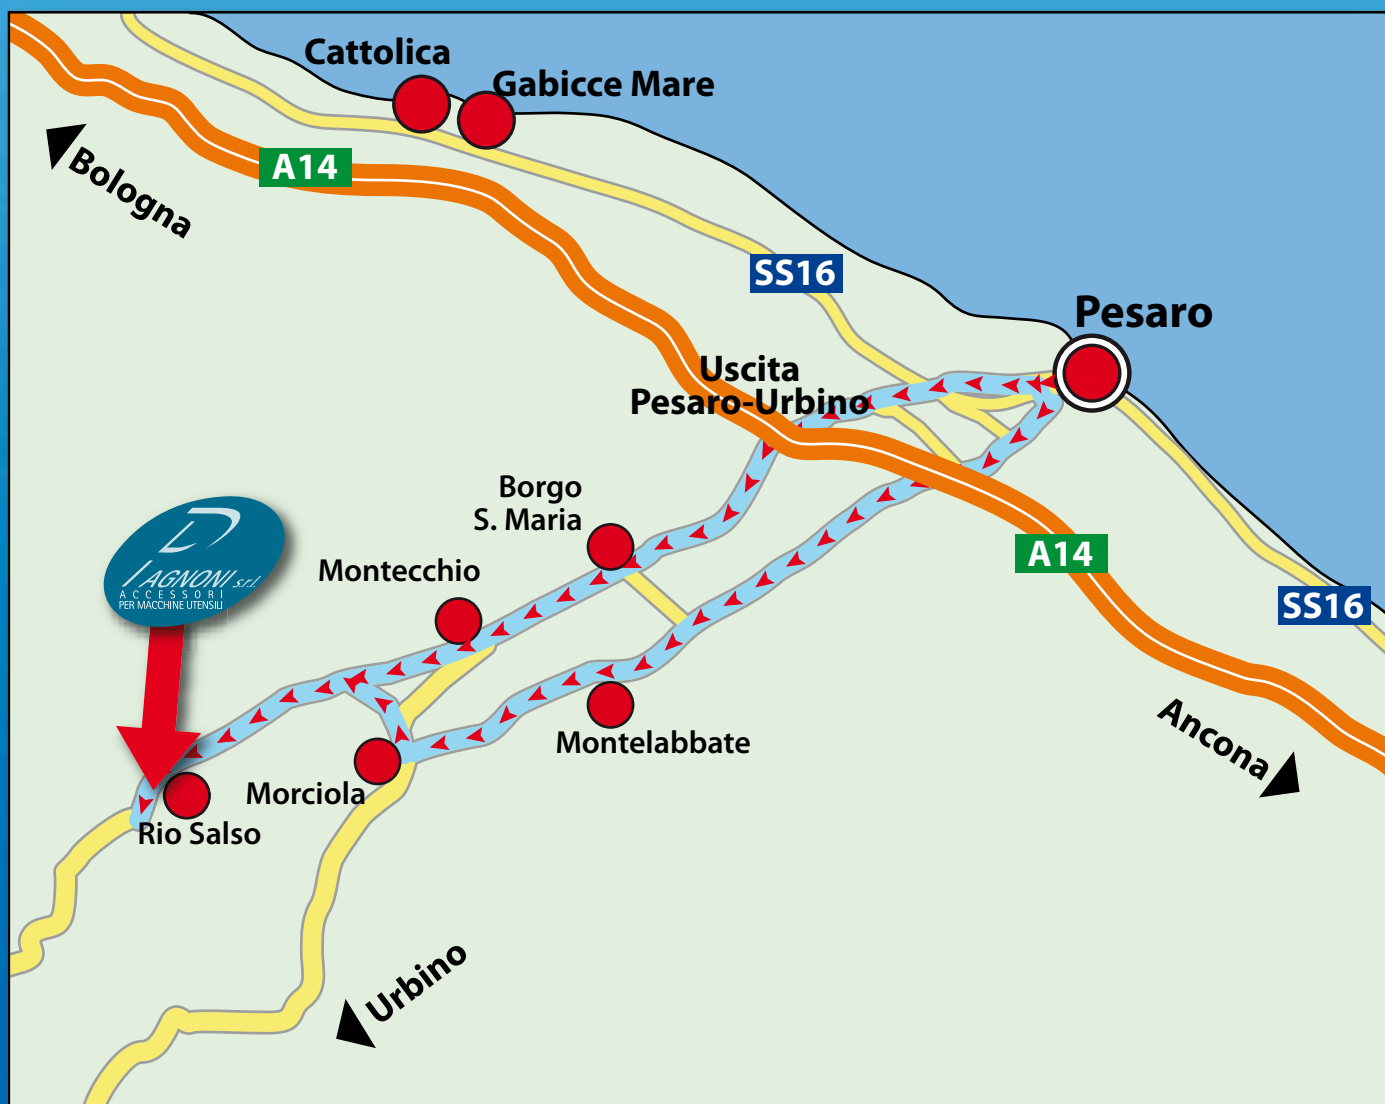 Cattolica
Gabicce Mare
A14
Bologna
SS16
Pesaro
Uscita
Pesaro-Urbino
Borgo
S. Maria
A14
Montecchio
SS16
IAGNONI s.r.l.
ACCESSORI
PER MACCHINE UTENSILI
Ancona
Montelabbate
Morciola
Rio Salso
Urbino